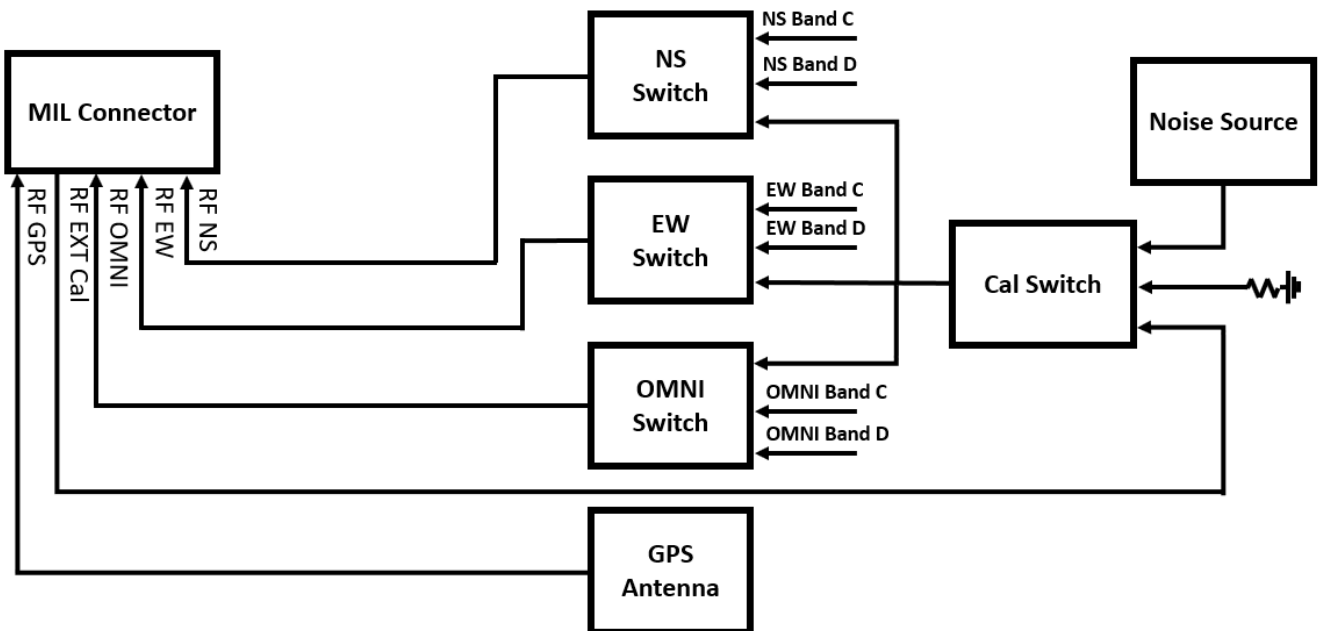 MIL Connector
RF GPS
RF EXT Cal
RF OMNI
RF EW
RF NS
NS
Switch
NS Band C
NS Band D
EW
Switch
EW Band C
EW Band D
OMNI
Switch
OMNI Band C
OMNI Band D
GPS
Antenna
Cal Switch
Noise Source